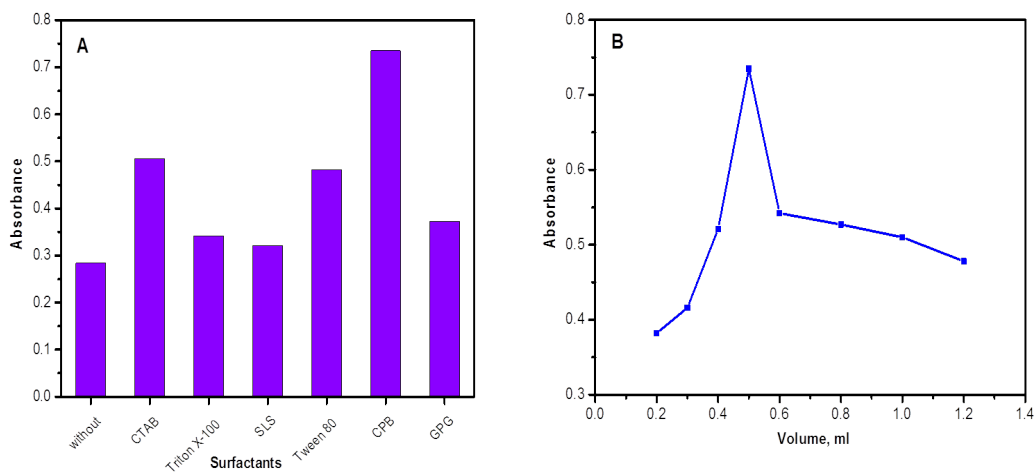 A
Absorbance
0.8
0.7
0.6
0.5
0.4
0.3
0.2
0.1
0.0
without
CTAB
Triton X-100
SLS
Tween 80
CPB
GPG
Surfactants
B
Absorbance
0.8
0.7
0.6
0.5
0.4
0.3
0.0
0.2
0.4
0.6
0.8
1.0
1.2
1.4
Volume, ml